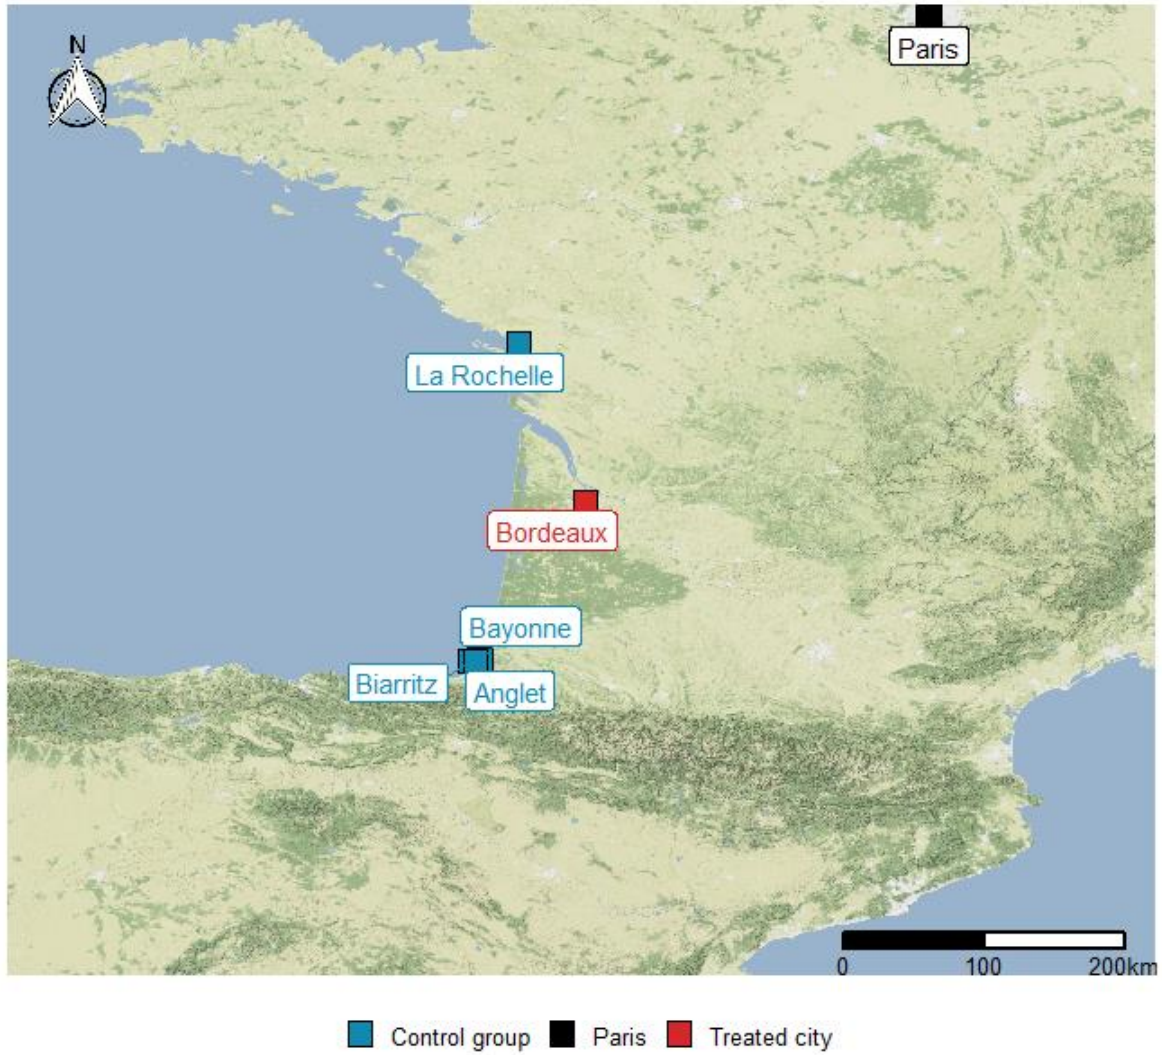 Paris
N
La Rochelle
Bordeaux
Bayonne
Biarritz
Anglet
0 100 200km
Control group Paris Treated city